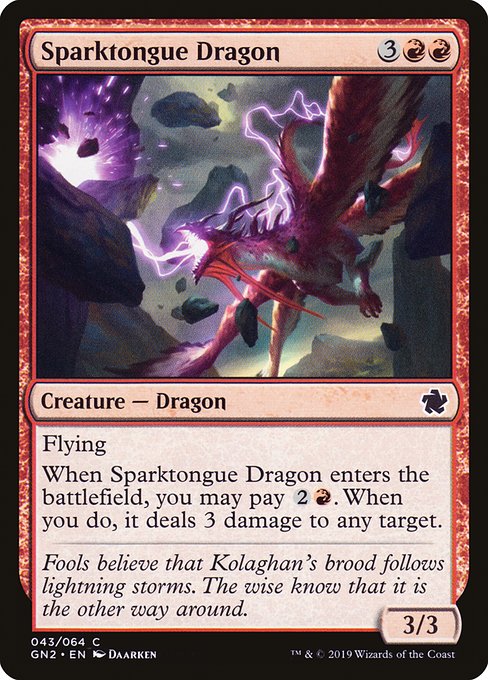 Sparktongue Dragon 3
Creature — Dragon
Flying
When Sparktongue Dragon enters the
battlefield, you may pay 2 . When
you do, it deals 3 damage to any target.
Fools believe that Kolaghan's brood follows
lightning storms. The wise know that it is
the other way around.
3/3
043/064 C
GN2 • EN DAARKEN
™ & © 2019 Wizards of the Coast